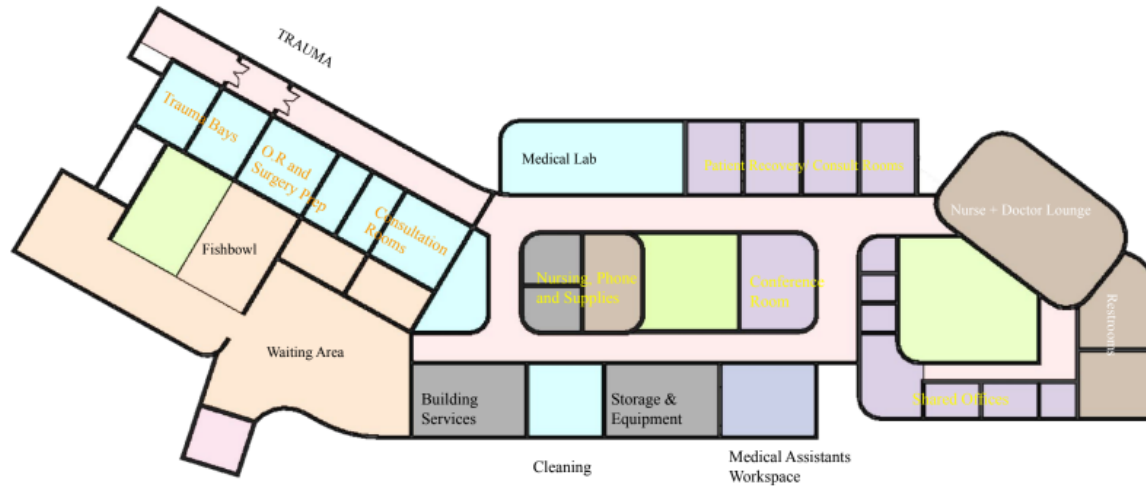 TRAUMA
Trauma Bays
O.R and
Surgery Prep
Consultation
Rooms
Fishbowl
Waiting Area
Medical Lab
Patient Recovery/ Consult Rooms
Nurse + Doctor Lounge
Nursing, Phone
and Supplies
Conference
Room
Restrooms
Building
Services
Storage &
Equipment
Shared Offices
Cleaning
Medical Assistants
Workspace